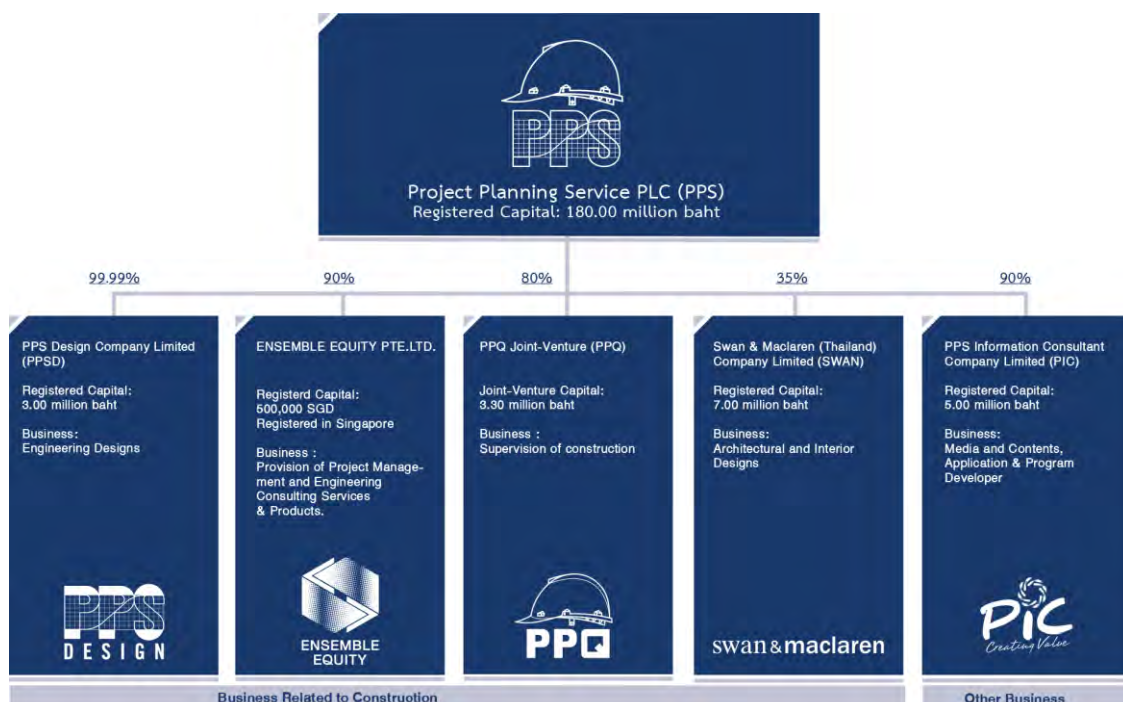 PPS
Project Planning Service PLC (PPS)
Registered Capital: 180.00 million baht
99.99%
90%
80%
35%
90%
PPS Design Company Limited
(PPSD)
Registered Capital:
3.00 million baht
Business:
Engineering Designs
PPS
DESIGN
ENSEMBLE EQUITY PTE.LTD.
Registerd Capital:
500,000 SGD
Registered in Singapore
Business :
Provision of Project Manage-
ment and Engineering
Consulting Services
& Products.
ENSEMBLE
EQUITY
PPQ Joint-Venture (PPQ)
Joint-Venture Capital:
3.30 million baht
Business :
Supervision of construction
PPQ
Swan & Maclaren (Thailand)
Company Limited (SWAN)
Registered Capital:
7.00 million baht
Business:
Architectural and Interior
Designs
swan&maclaren
PPS Information Consultant
Company Limited (PIC)
Registered Capital:
5.00 million baht
Business:
Media and Contents,
Application & Program
Developer
PiC
Creating Value
Business Related to Construction
Other Business